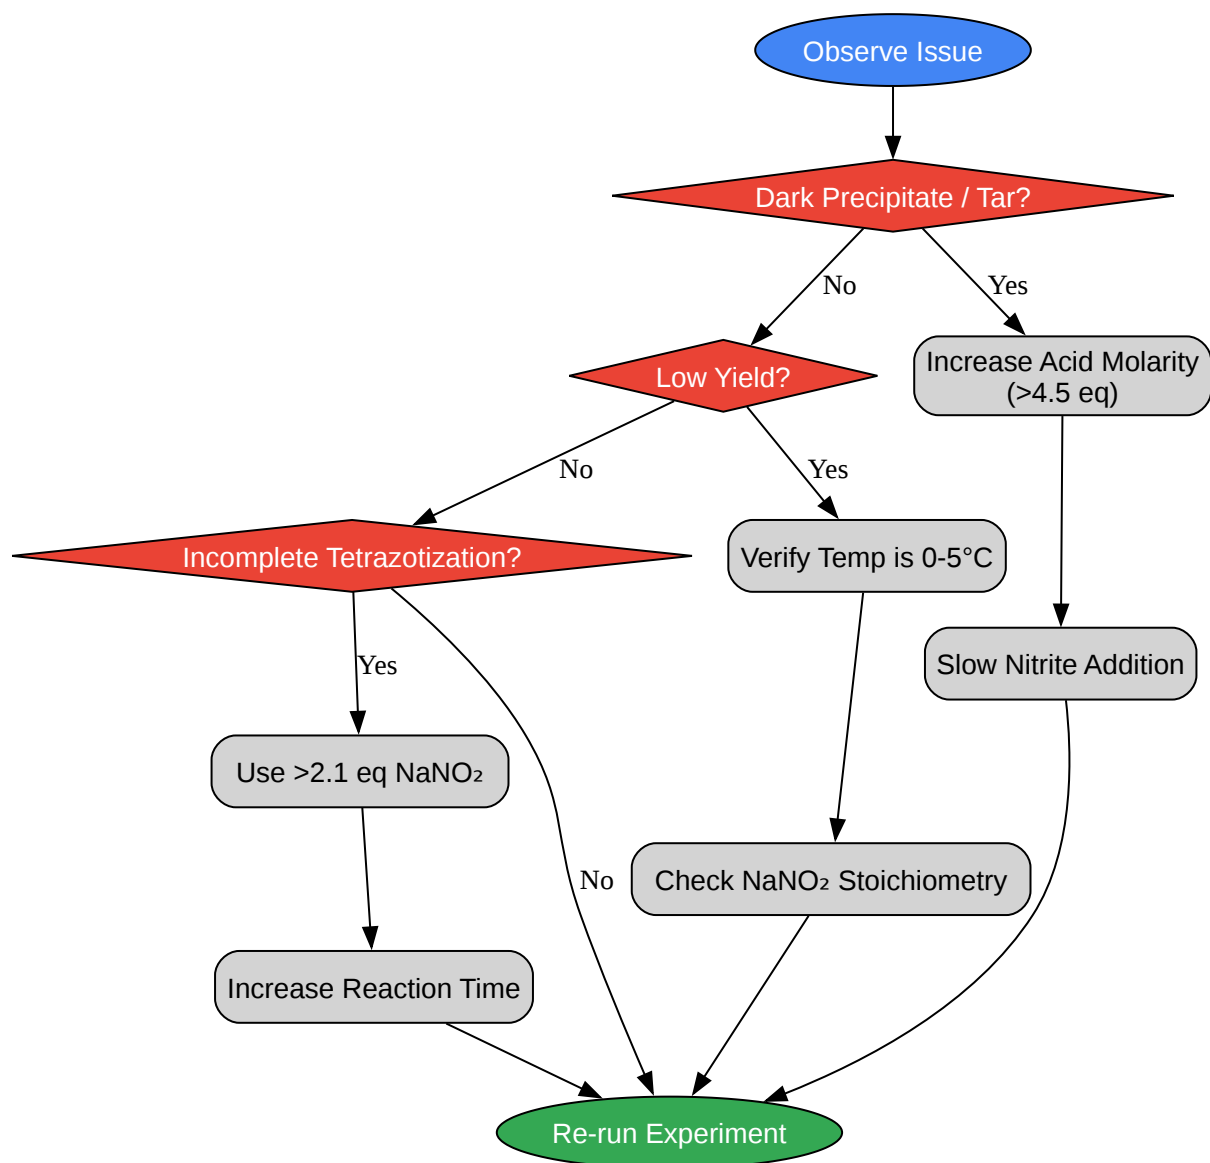 Observe Issue
Dark Precipitate / Tar?
No
Yes
Low Yield?
Increase Acid Molarity
(>4.5 eq)
No
Yes
Incomplete Tetrazotization?
Verify Temp is 0-5°C
Yes
Slow Nitrite Addition
Use >2.1 eq NaNO₂
No
Check NaNO₂ Stoichiometry
Increase Reaction Time
Re-run Experiment